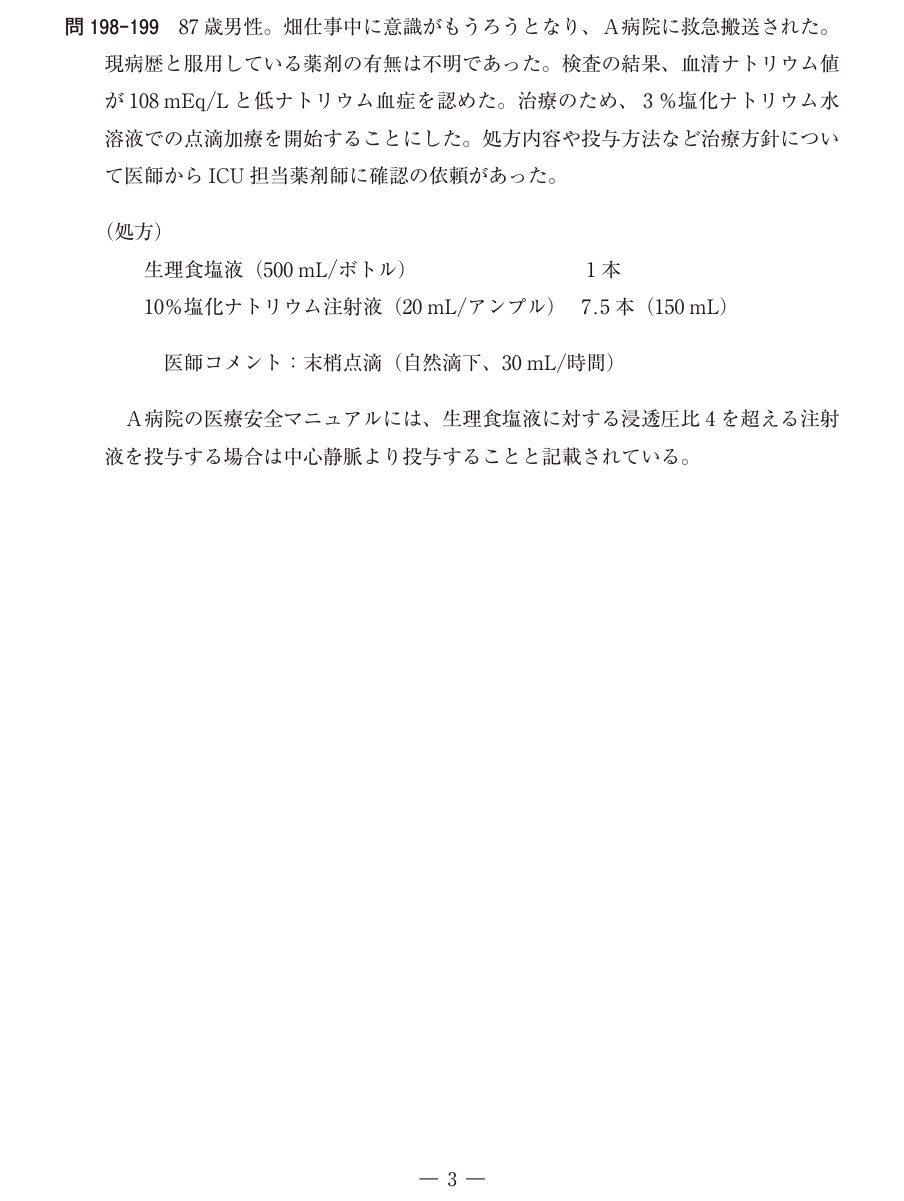 問 198-199 87 歳男性。畑仕事中に意識がもうろうとなり、A病院に救急搬送された。
現病歴と服用している薬剤の有無は不明であった。検査の結果、血清ナトリウム値
が 108 mEq/L と低ナトリウム血症を認めた。治療のため、3 %塩化ナトリウム水
溶液での点滴加療を開始することにした。処方内容や投与方法など治療方針につい
て医師から ICU 担当薬剤師に確認の依頼があった。
(処方)
生理食塩液(500 mL/ボトル) 1 本
10%塩化ナトリウム注射液(20 mL/アンプル) 7.5 本(150 mL)
医師コメント:末梢点滴(自然滴下、30 mL/時間)
A病院の医療安全マニュアルには、生理食塩液に対する浸透圧比 4 を超える注射
液を投与する場合は中心静脈より投与することと記載されている。
— 3 —